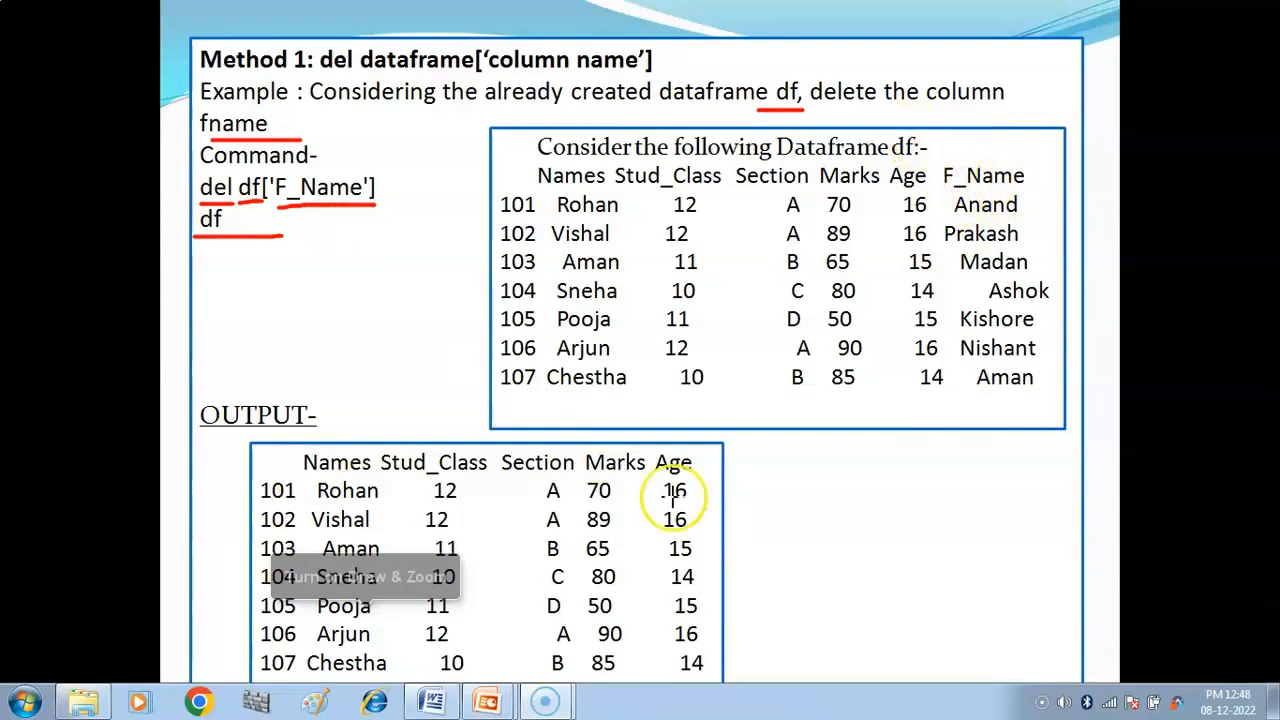 Method 1: del dataframe[‘column name’]
Example : Considering the already created dataframe df, delete the column
fname
Command-
del df['F_Name']
df
Consider the following Dataframe df:-
Names Stud_Class Section Marks Age F_Name
101 Rohan 12 A 70 16 Anand
102 Vishal 12 A 89 16 Prakash
103 Aman 11 B 65 15 Madan
104 Sneha 10 C 80 14 Ashok
105 Pooja 11 D 50 15 Kishore
106 Arjun 12 A 90 16 Nishant
107 Chestha 10 B 85 14 Aman
OUTPUT-
Names Stud_Class Section Marks Age
101 Rohan 12 A 70 16
102 Vishal 12 A 89 16
103 Aman 11 B 65 15
104 Sneha 10 C 80 14
Turn on Draw & Zoom
105 Pooja 11 D 50 15
106 Arjun 12 A 90 16
107 Chestha 10 B 85 14
PM 12:48
08-12-2022